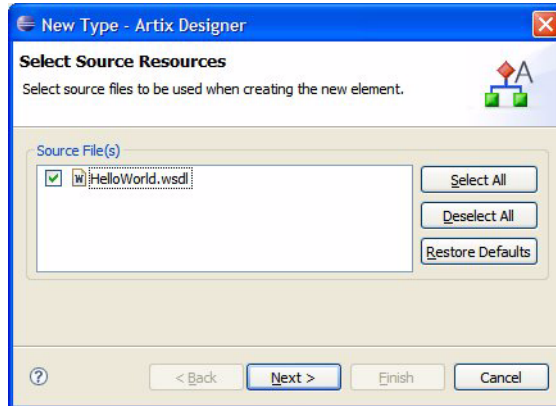 New Type - Artix Designer
Select Source Resources
Select source files to be used when creating the new element.
A
Source File(s)
W HelloWorld.wsdl
Select All
Deselect All
Restore Defaults
?
< Back
Next >
Finish
Cancel